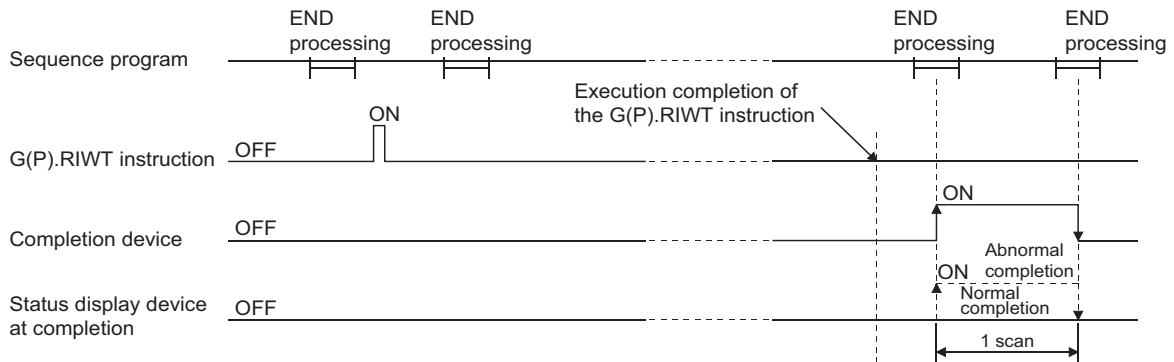 END
processing
END
processing
END
processing
END
processing
Sequence program
Execution completion of
the G(P).RIWT instruction
ON
G(P).RIWT instruction
OFF
ON
Completion device
OFF
Abnormal
completion
ON
Normal
completion
Status display device
at completion
OFF
1 scan